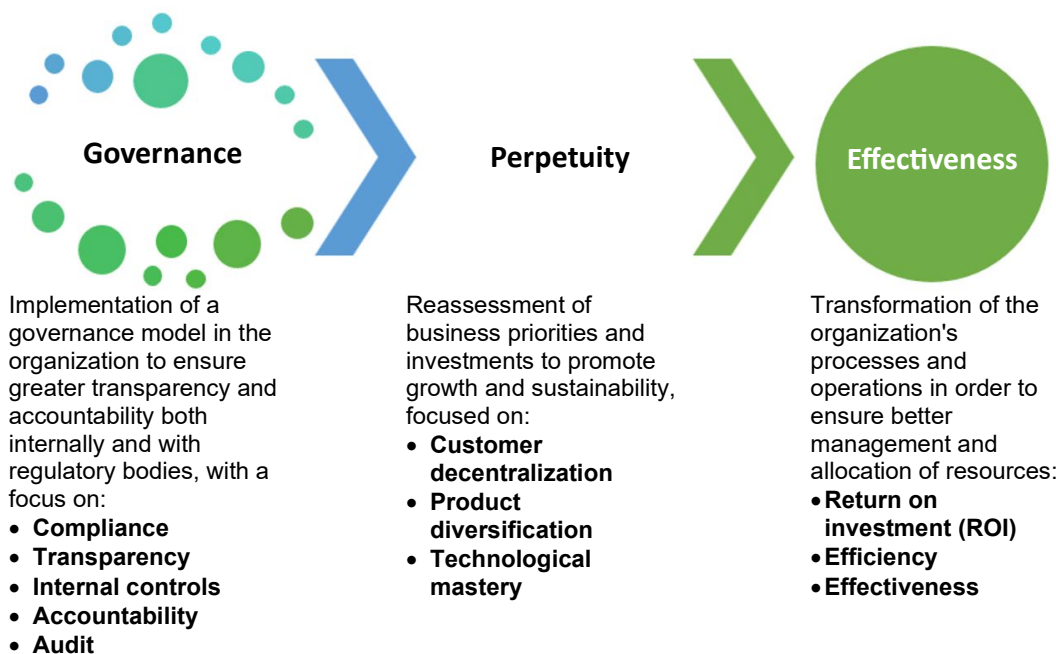 Governance
Implementation of a
governance model in the
organization to ensure
greater transparency and
accountability both
internally and with
regulatory bodies, with a
focus on:
• Compliance
• Transparency
• Internal controls
• Accountability
• Audit
Perpetuity
Reassessment of
business priorities and
investments to promote
growth and sustainability,
focused on:
• Customer
decentralization
• Product
diversification
• Technological
mastery
Effectiveness
Transformation of the
organization's
processes and
operations in order to
ensure better
management and
allocation of resources:
• Return on
investment (ROI)
• Efficiency
• Effectiveness